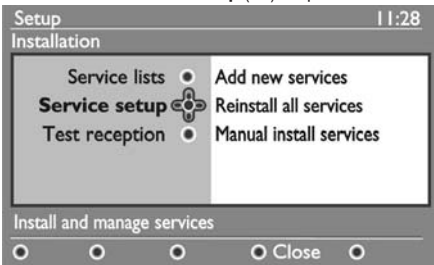 Setup 11:28
Installation
Service lists Add new services
Service setup Reinstall all services
Test reception Manual install services
Install and manage services
Close